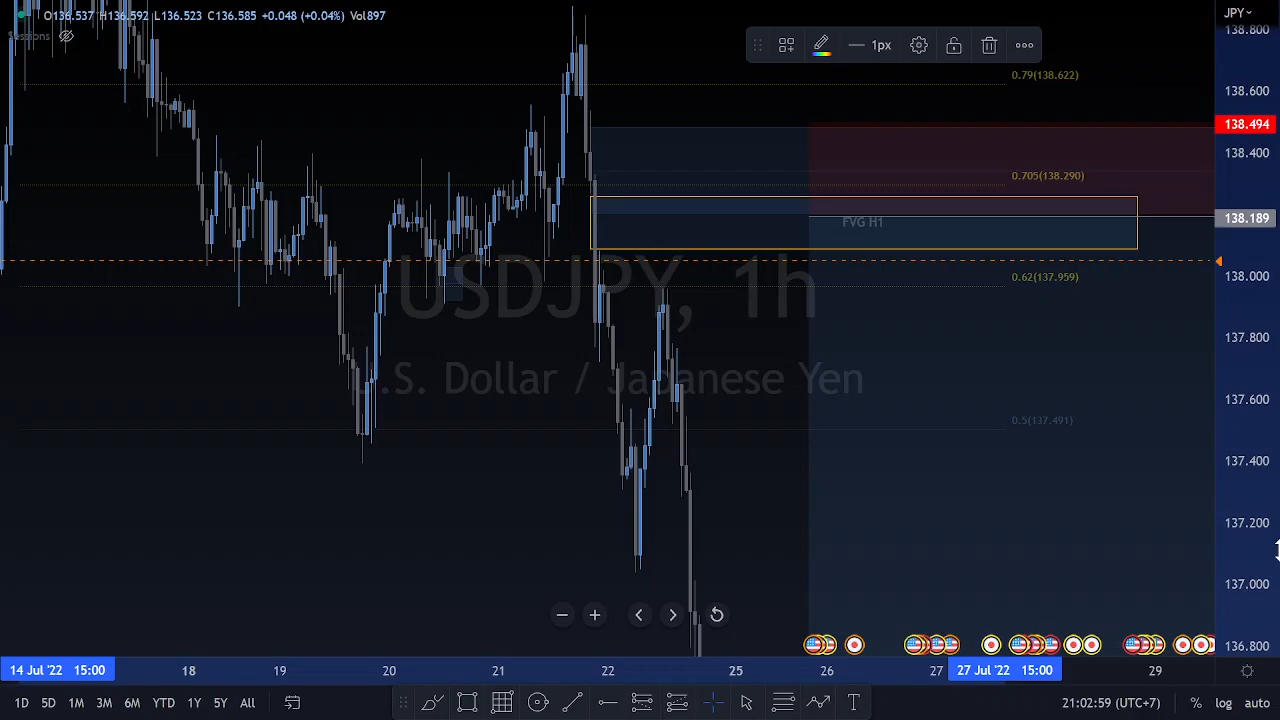 O136.537 H136.592 L136.523 C136.585 +0.048 (+0.04%) Vol897
Sessions
JPY
1px
138.800
0.79(138.622)
138.600
138.494
138.400
0.705(138.290)
FVG H1
138.189
138.000
0.62(137.959)
USDJPY, 1h
U.S. Dollar / Japanese Yen
137.800
137.600
0.5(137.491)
137.400
137.200
137.000
136.800
14 Jul '22 15:00
18
19
20
21
22
25
26
27
27 Jul '22 15:00
29
1D 5D 1M 3M 6M YTD 1Y 5Y All
T
21:02:59 (UTC+7)
% log auto